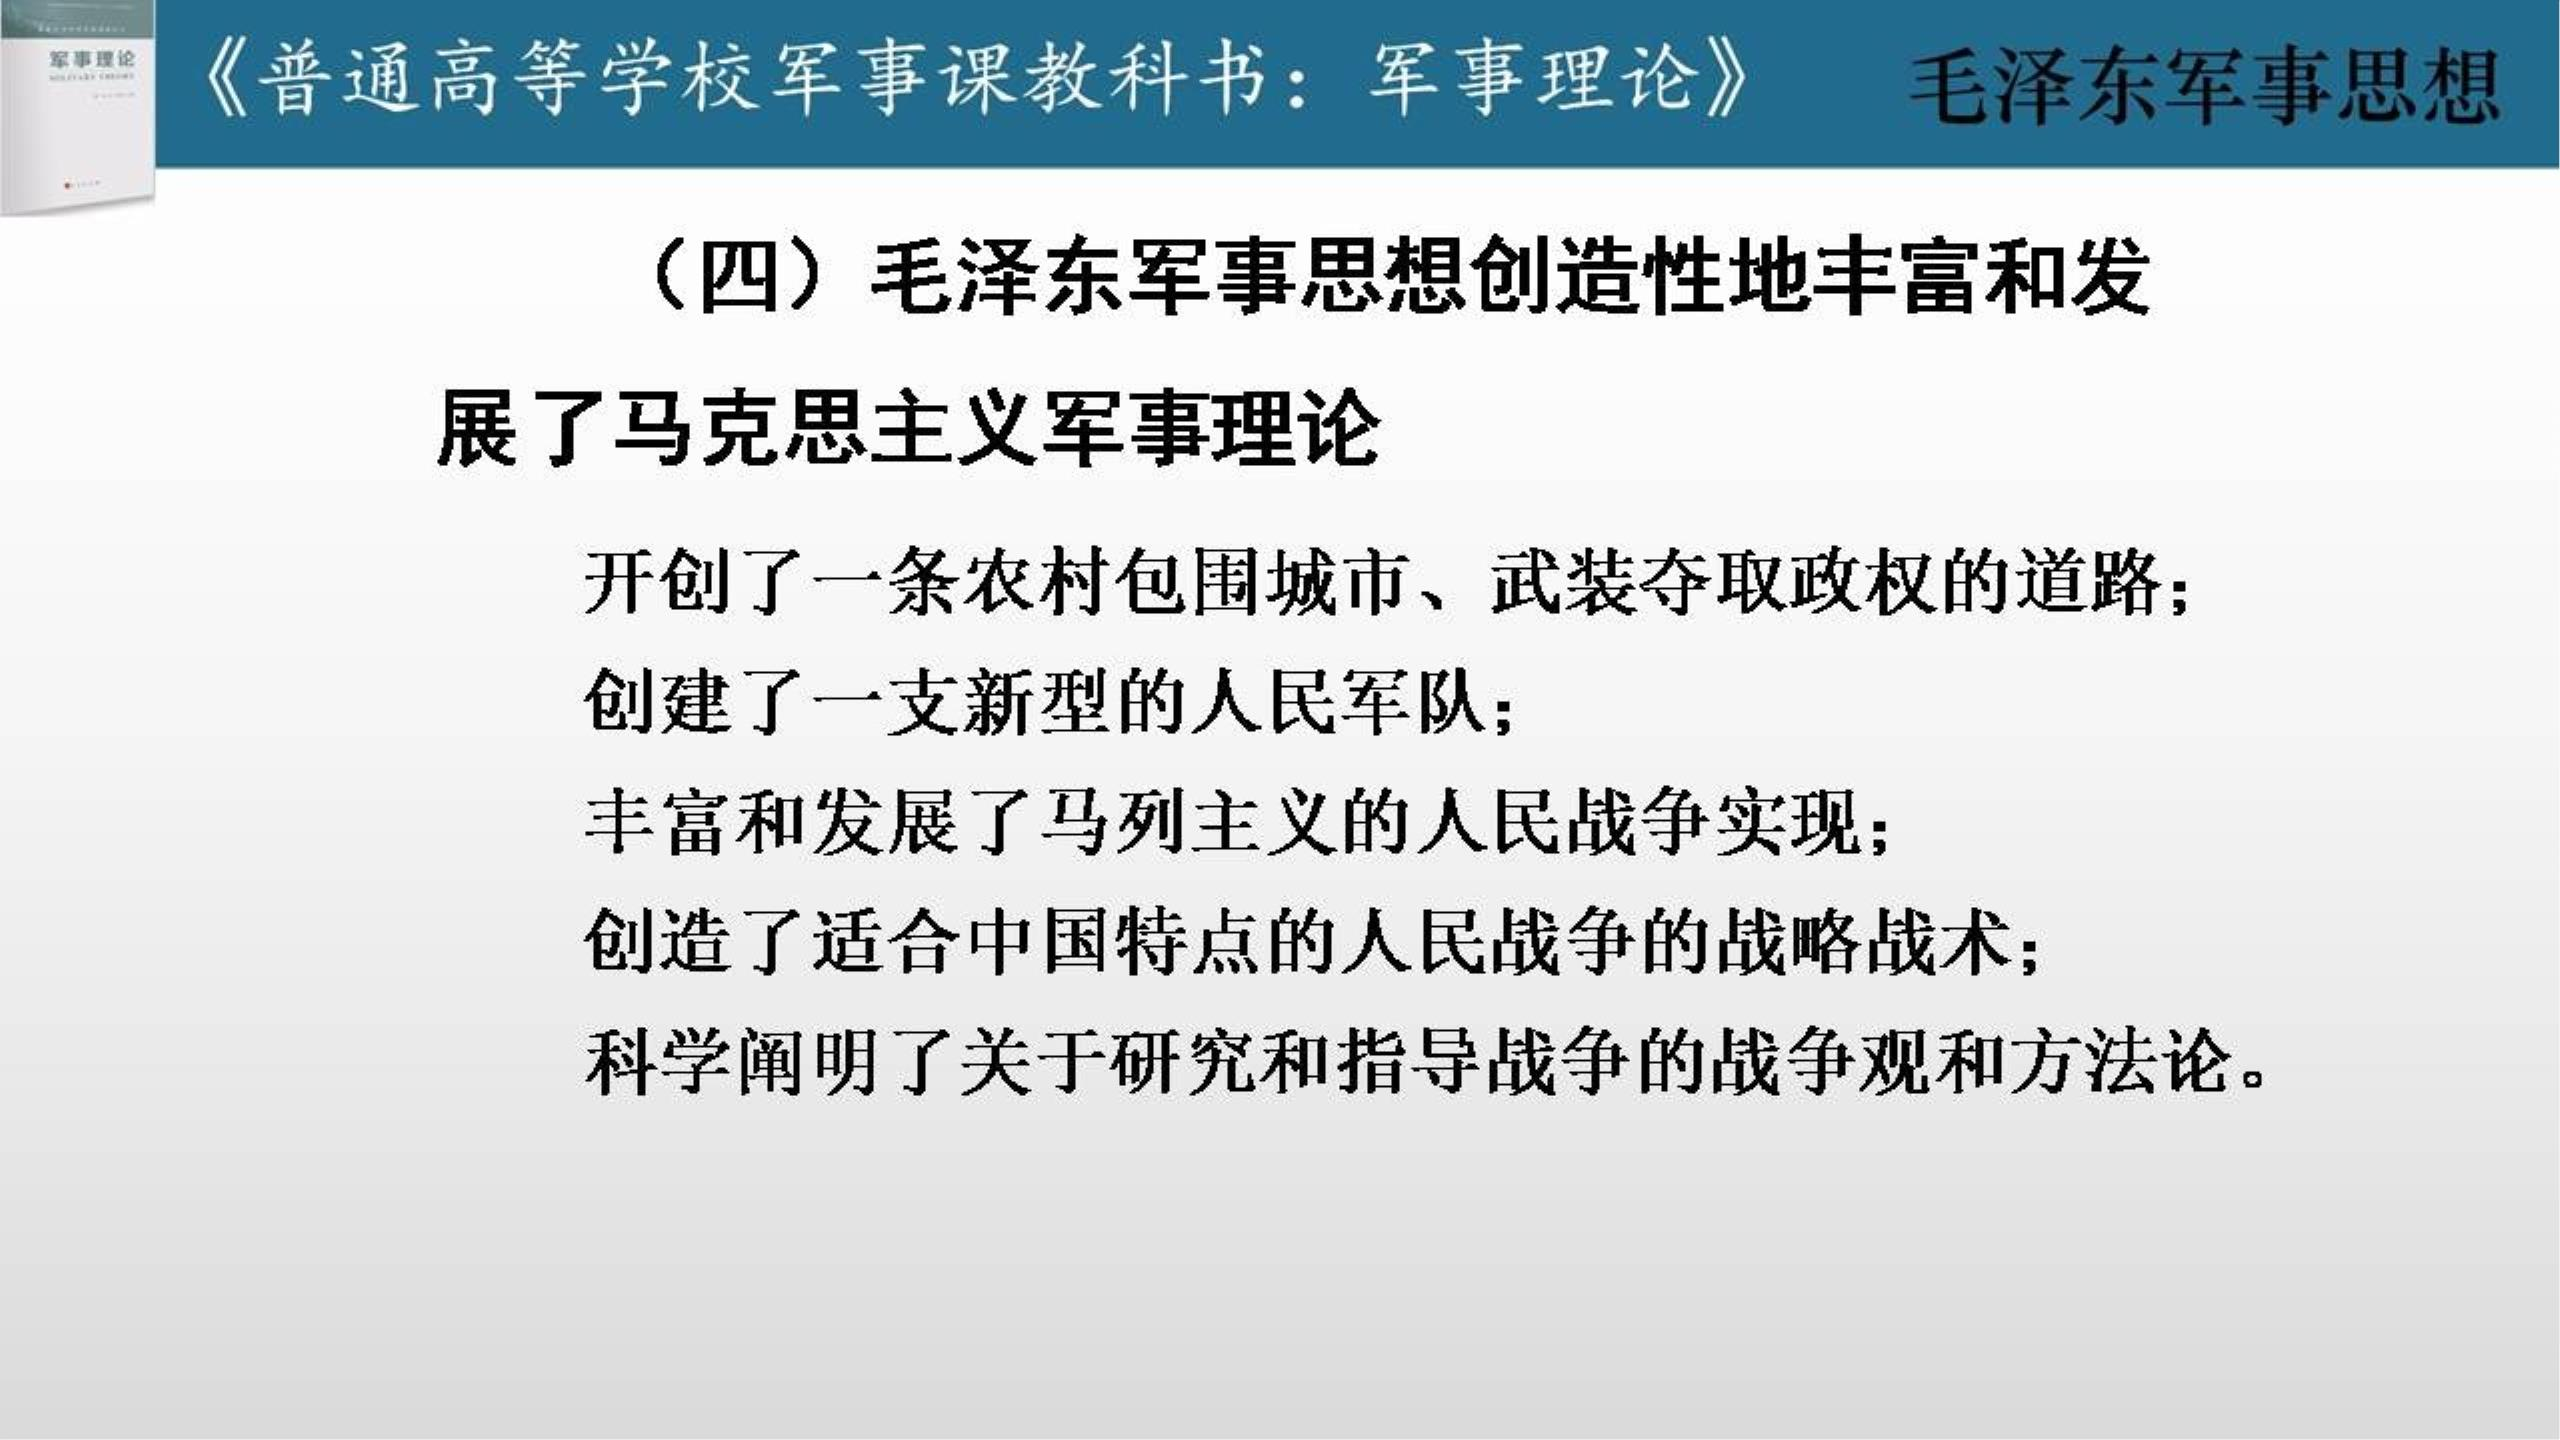 军事理论
MILITARY THEORY
《普通高等学校军事课教科书：军事理论》
毛泽东军事思想
（四）毛泽东军事思想创造性地丰富和发
展了马克思主义军事理论
开创了一条农村包围城市、武装夺取政权的道路；
创建了一支新型的人民军队；
丰富和发展了马列主义的人民战争实现；
创造了适合中国特点的人民战争的战略战术；
科学阐明了关于研究和指导战争的战争观和方法论。